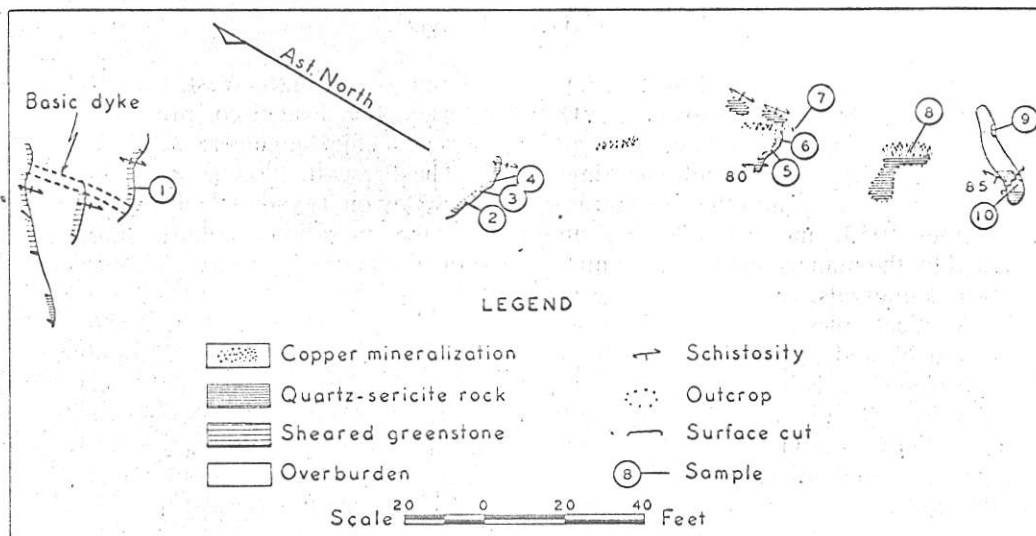 Ast. North
Basic dyke
1
2
3
4
80
5
6
7
8
9
85
10
LEGEND
Copper mineralization
Quartz-sericite rock
Sheared greenstone
Overburden
Schistosity
Outcrop
Surface cut
8 Sample
Scale 20 0 20 40 Feet